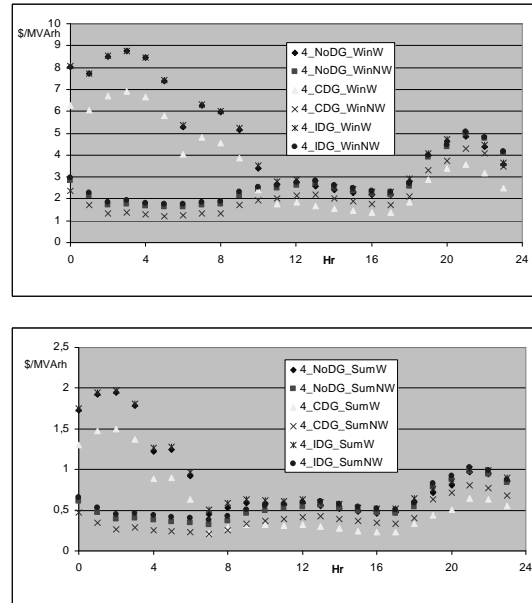 $/MVArh
10
9
8
7
6
5
4
3
2
1
0
4_NoDG_WinW
4_NoDG_WinNW
4_CDG_WinW
4_CDG_WinNW
4_IDG_WinW
4_IDG_WinNW
0 4 8 12 16 20 24
Hr
$/MVArh
2,5
2
1,5
1
0,5
0
4_NoDG_SumW
4_NoDG_SumNW
4_CDG_SumW
4_CDG_SumNW
4_IDG_SumW
4_IDG_SumNW
0 4 8 12 16 20 24
Hr